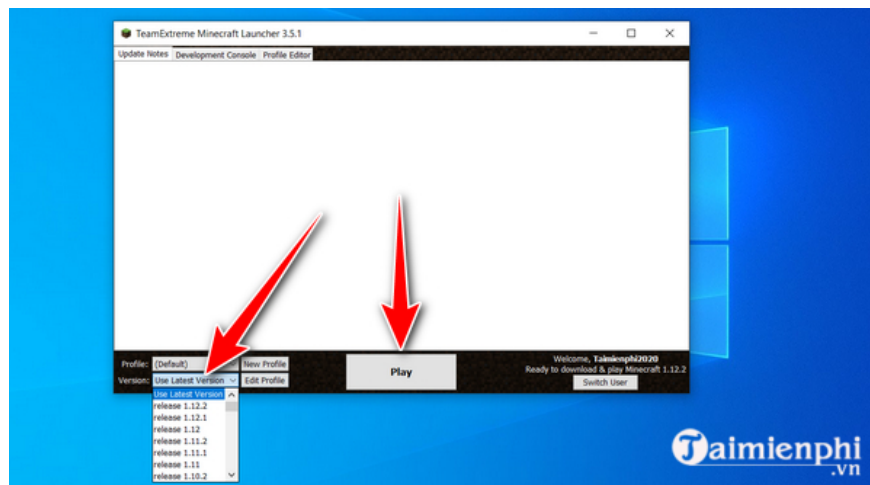 TeamExtreme Minecraft Launcher 3.5.1
Update Notes Development Console Profile Editor
Profile: (Default) New Profile
Version: Use Latest Version Edit Profile
Use Latest Version
release 1.12.2
release 1.12.1
release 1.12
release 1.11.2
release 1.11.1
release 1.11
release 1.10.2
Play
Welcome, Taimienphi2020
Ready to download & play Minecraft 1.12.2
Switch User
Taimienphi
.vn